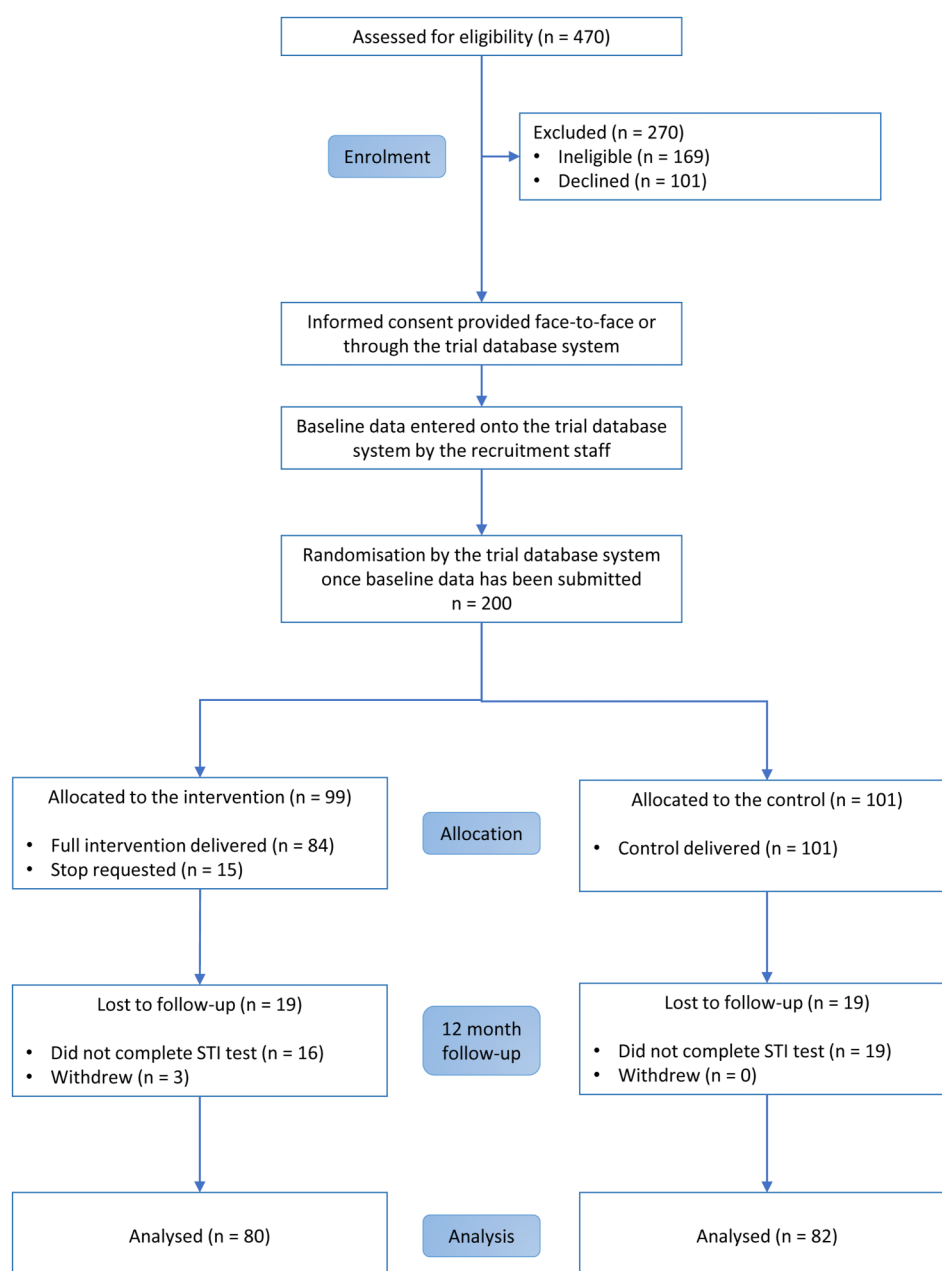 Assessed for eligibility (n = 470)
Enrolment
Excluded (n = 270)
• Ineligible (n = 169)
• Declined (n = 101)
Informed consent provided face-to-face or
through the trial database system
Baseline data entered onto the trial database
system by the recruitment staff
Randomisation by the trial database system
once baseline data has been submitted
n = 200
Allocated to the intervention (n = 99)
• Full intervention delivered (n = 84)
• Stop requested (n = 15)
Allocation
Allocated to the control (n = 101)
• Control delivered (n = 101)
Lost to follow-up (n = 19)
• Did not complete STI test (n = 16)
• Withdrew (n = 3)
12 month
follow-up
Lost to follow-up (n = 19)
• Did not complete STI test (n = 19)
• Withdrew (n = 0)
Analysed (n = 80)
Analysis
Analysed (n = 82)